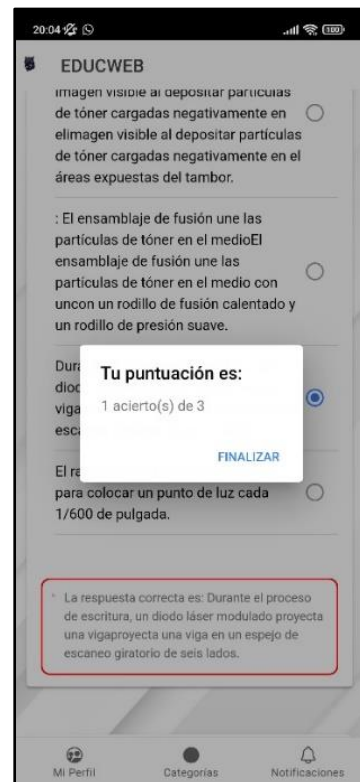 20:04
100
EDUCWEB
imagen visible al depositar partículas
de tóner cargadas negativamente en
elimagen visible al depositar partículas
de tóner cargadas negativamente en el
áreas expuestas del tambor.
: El ensamblaje de fusión une las
partículas de tóner en el medioEl
ensamblaje de fusión une las
partículas de tóner en el medio con
uncon un rodillo de fusión calentado y
un rodillo de presión suave.
Dura
diod
viga
esca
Tu puntuación es:
1 acierto(s) de 3
FINALIZAR
El ra
para colocar un punto de luz cada
1/600 de pulgada.
* La respuesta correcta es: Durante el proceso
de escritura, un diodo láser modulado proyecta
una vigaproyecta una viga en un espejo de
escaneo giratorio de seis lados.
Mi Perfil
Categorías
Notificaciones